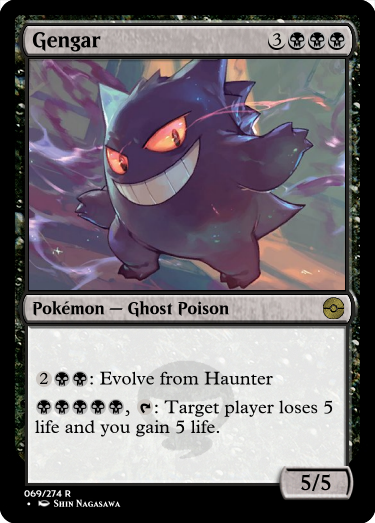 Gengar 3
Pokémon — Ghost Poison
2 : Evolve from Haunter
, : Target player loses 5
life and you gain 5 life.
5/5
069/274 R
• Shin Nagasawa